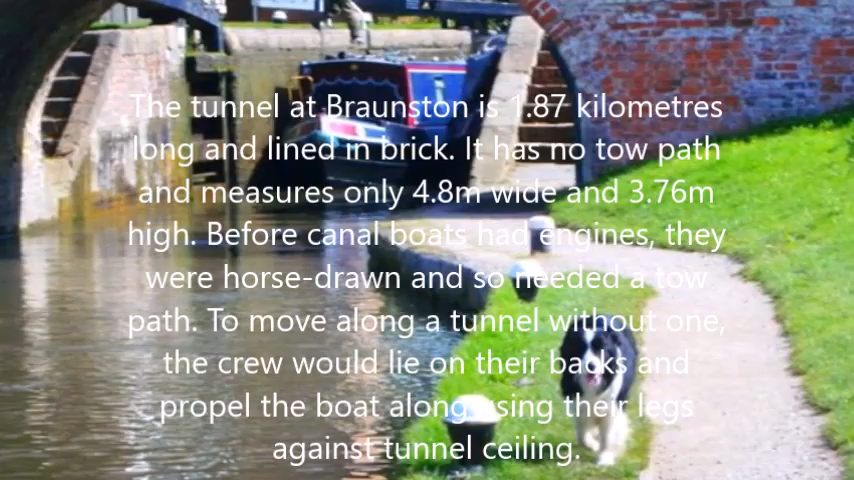 The tunnel at Braunston is 1.87 kilometres
long and lined in brick. It has no tow path
and measures only 4.8m wide and 3.76m
high. Before canal boats had engines, they
were horse-drawn and so needed a tow
path. To move along a tunnel without one,
the crew would lie on their backs and
propel the boat along using their legs
against tunnel ceiling.